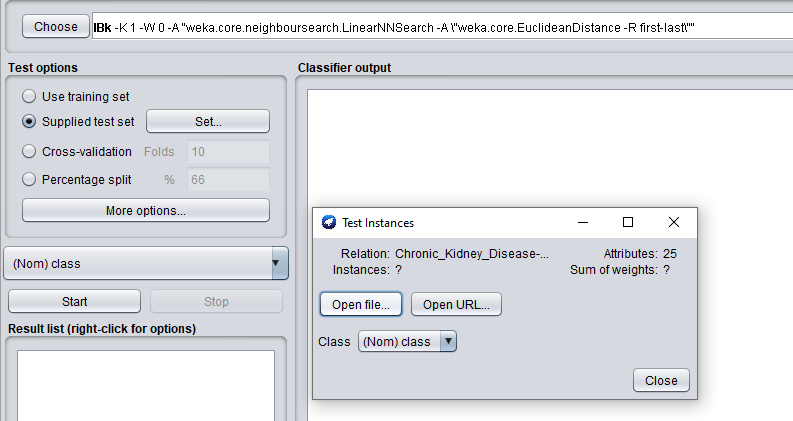 Choose
IBk -K 1 -W 0 -A "weka.core.neighboursearch.LinearNNSearch -A \"weka.core.EuclideanDistance -R first-last\""
Test options
Classifier output
Use training set
Supplied test set
Set...
Cross-validation Folds 10
Percentage split % 66
More options...
(Nom) class
Start
Stop
Result list (right-click for options)
Test Instances
Relation: Chronic_Kidney_Disease-...
Attributes: 25
Instances: ?
Sum of weights: ?
Open file...
Open URL...
Class (Nom) class
Close